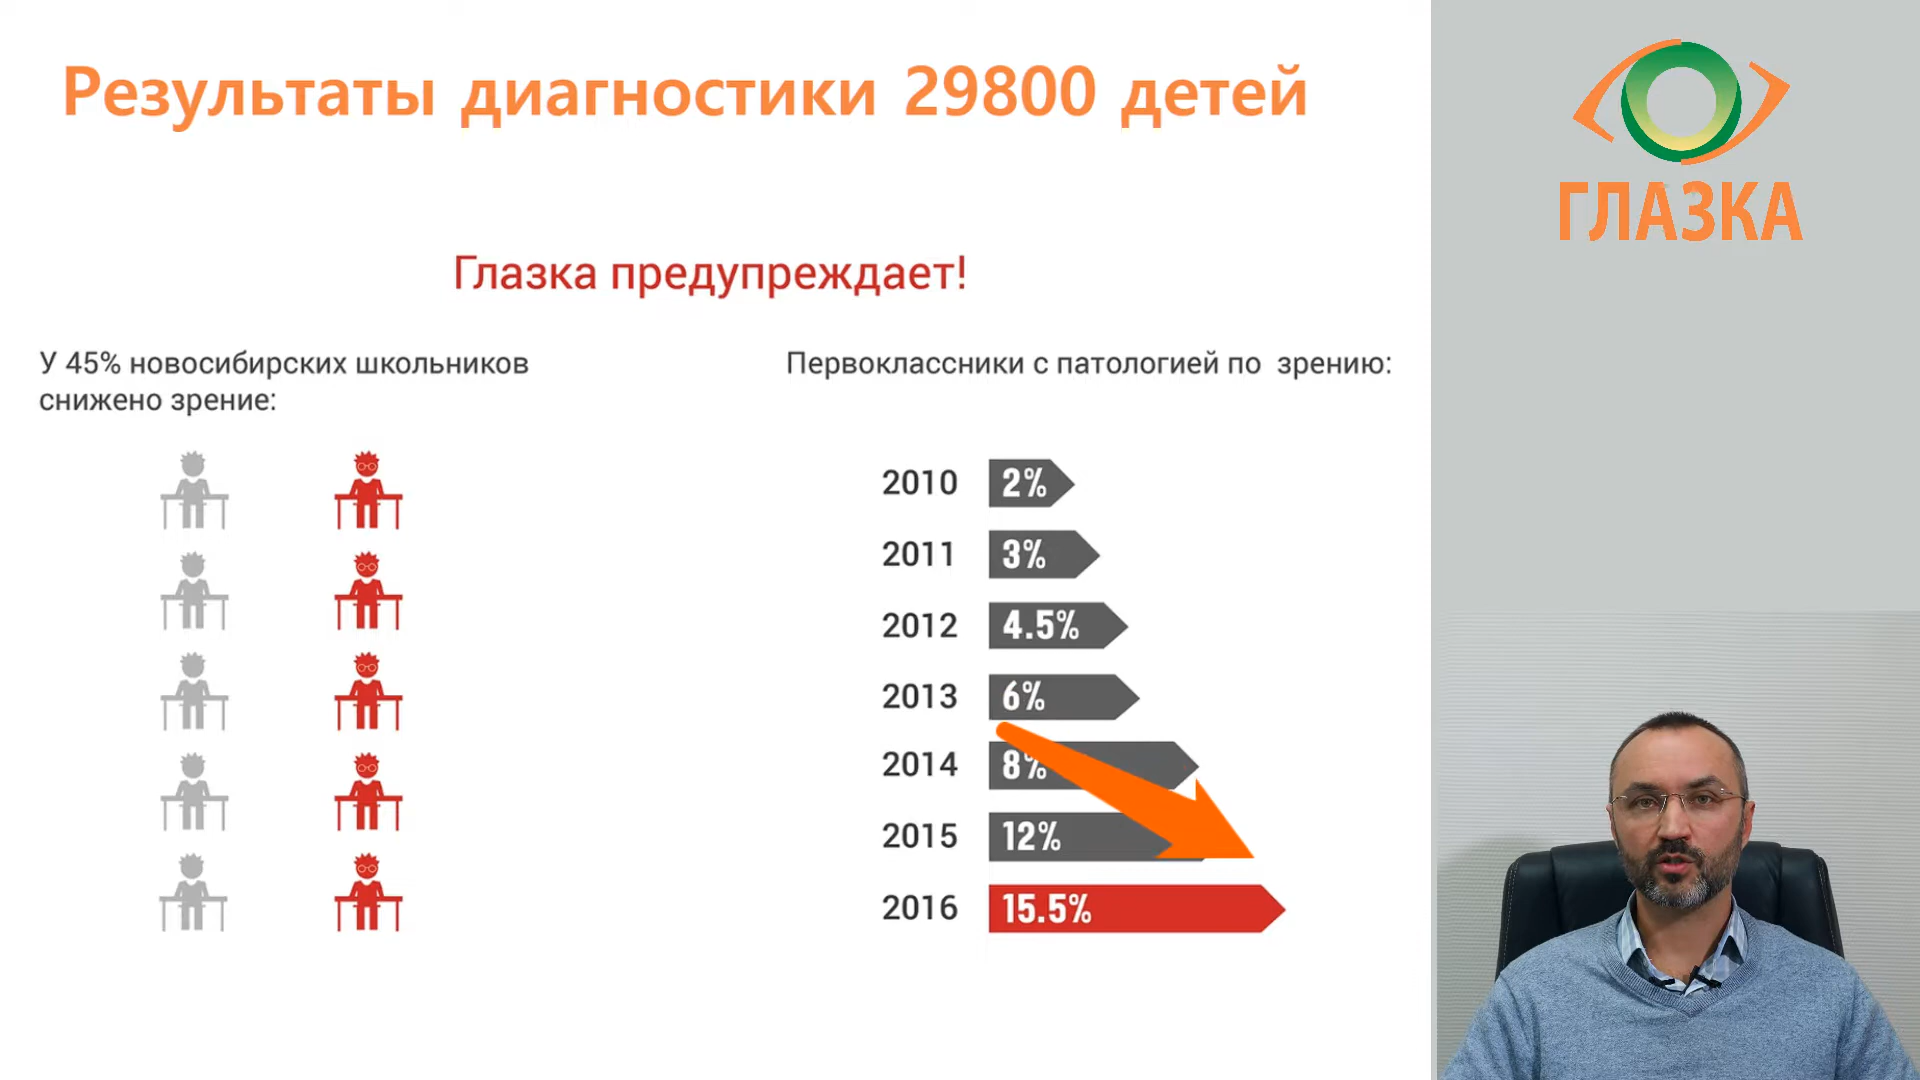 Результаты диагностики 29800 детей
ГЛАЗКА
Глазка предупреждает!
У 45% новосибирских школьников
снижено зрение:
Первоклассники с патологией по зрению:
2010 2%
2011 3%
2012 4.5%
2013 6%
2014 8%
2015 12%
2016 15.5%